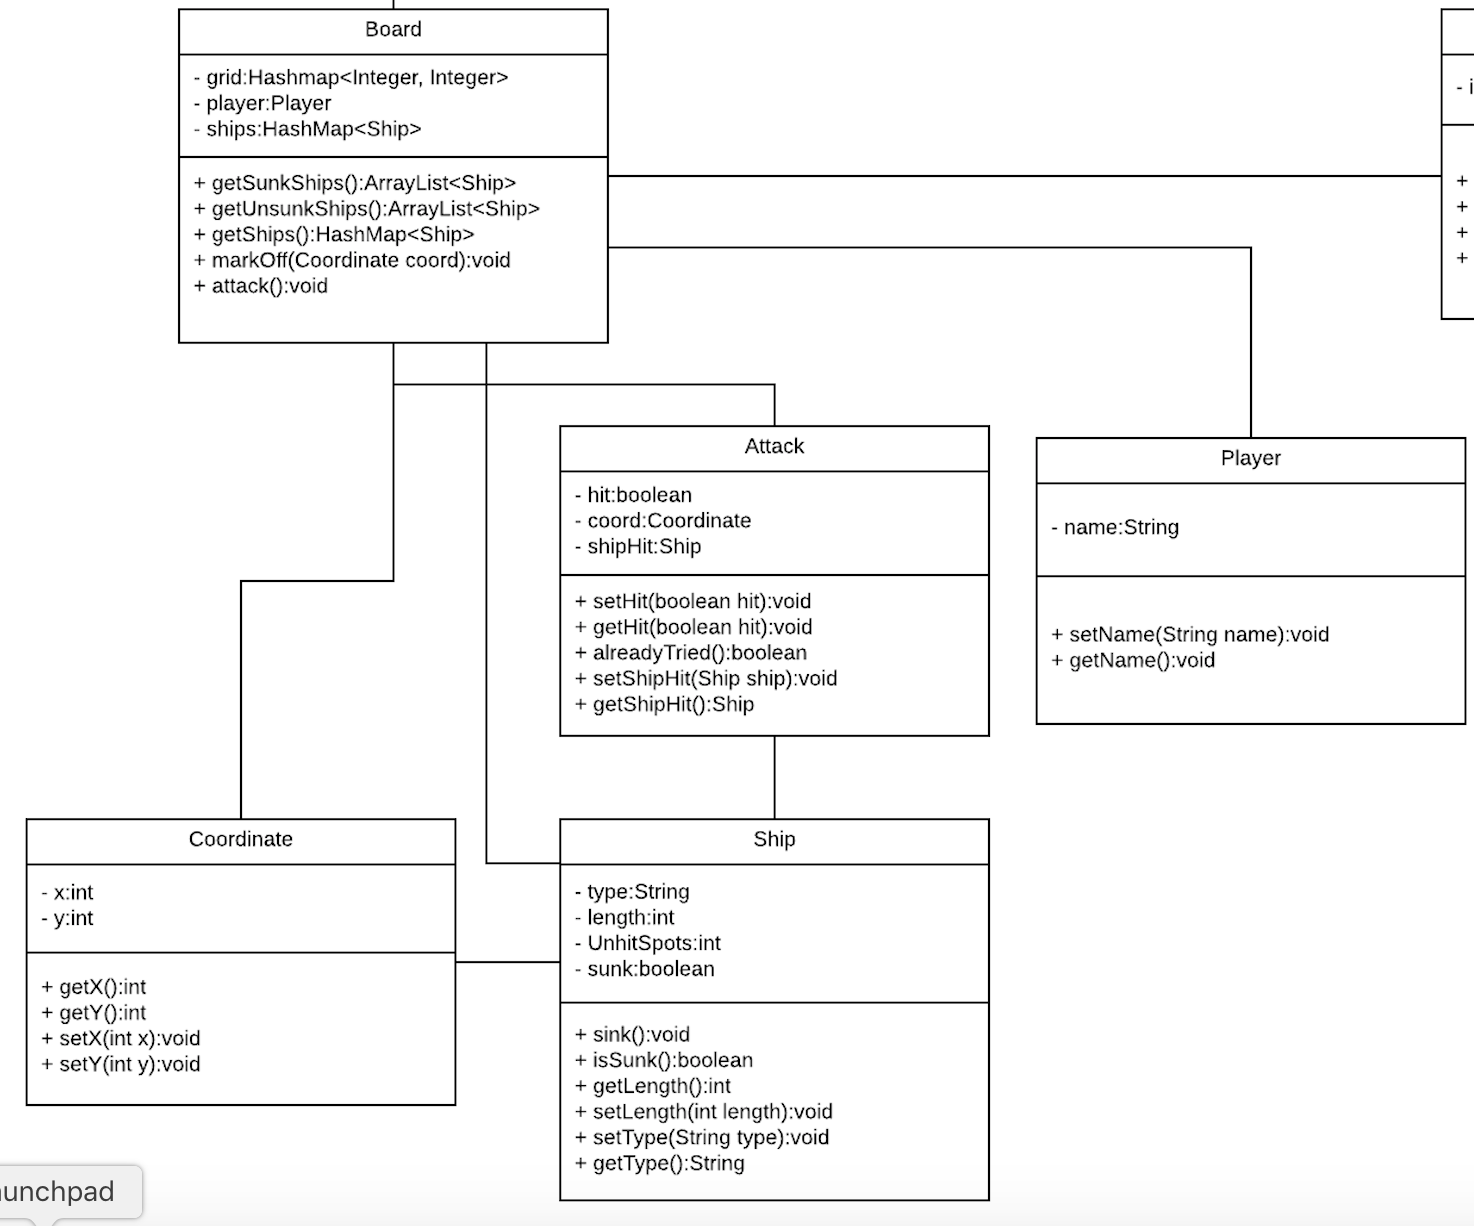 Board
- grid:Hashmap<Integer, Integer>
- player:Player
- ships:HashMap<Ship>
+ getSunkShips():ArrayList<Ship>
+ getUnsunkShips():ArrayList<Ship>
+ getShips():HashMap<Ship>
+ markOff(Coordinate coord):void
+ attack():void
- i
+
+
+
+
Attack
- hit:boolean
- coord:Coordinate
- shipHit:Ship
+ setHit(boolean hit):void
+ getHit(boolean hit):void
+ alreadyTried():boolean
+ setShipHit(Ship ship):void
+ getShipHit():Ship
Player
- name:String
+ setName(String name):void
+ getName():void
Coordinate
- x:int
- y:int
+ getX():int
+ getY():int
+ setX(int x):void
+ setY(int y):void
Ship
- type:String
- length:int
- UnhitSpots:int
- sunk:boolean
+ sink():void
+ isSunk():boolean
+ getLength():int
+ setLength(int length):void
+ setType(String type):void
+ getType():String
unchpad